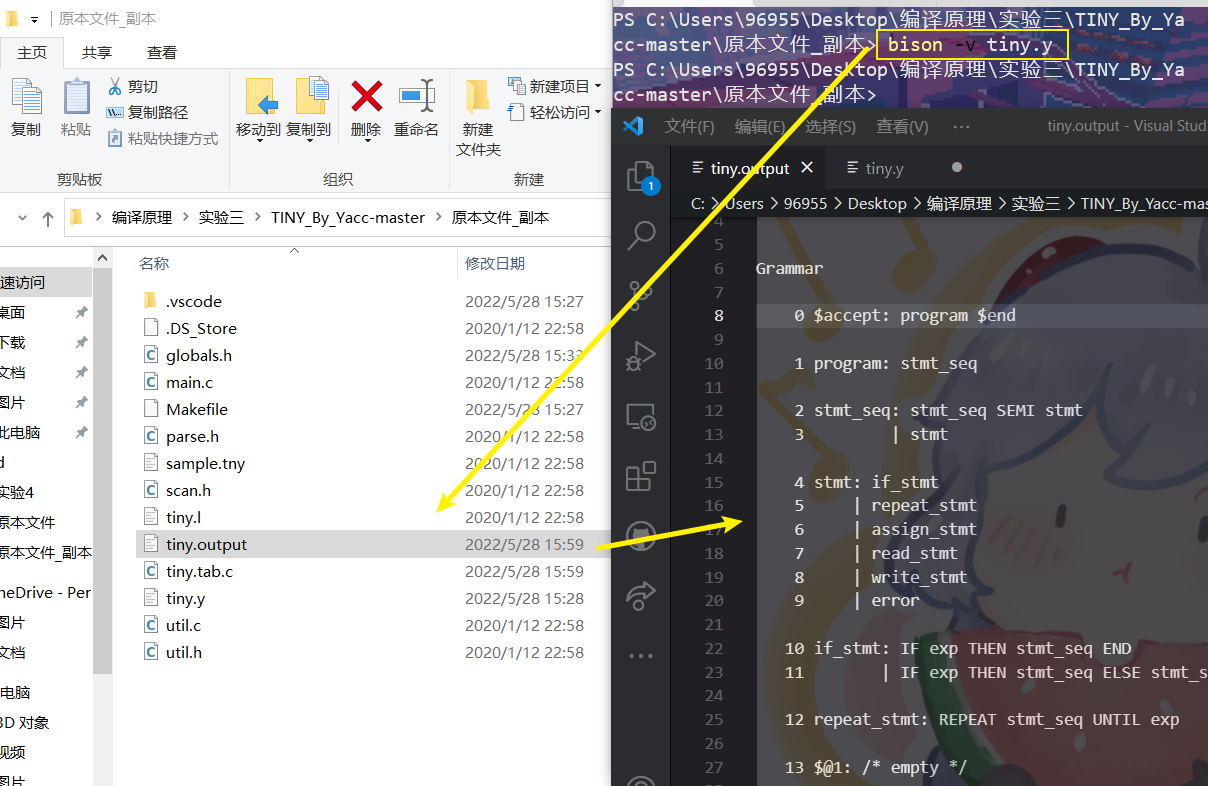 原本文件_副本
主页 共享 查看
复制
粘贴
剪切
复制路径
粘贴快捷方式
剪贴板
移动到 复制到
删除 重命名
组织
新建
文件夹
新建项目
轻松访问
新建
编译原理 实验三 TINY_By_Yacc-master 原本文件_副本
名称 修改日期
速访问
桌面
下载
文档
图片
此电脑
d
实验4
原本文件
原本文件_副本
neDrive - Per
图片
文档
电脑
3D 对象
视频
图片
.vscode 2022/5/28 15:27
.DS_Store 2020/1/12 22:58
globals.h 2022/5/28 15:33
main.c 2020/1/12 22:58
Makefile 2022/5/28 15:27
parse.h 2020/1/12 22:58
sample.tny 2020/1/12 22:58
scan.h 2020/1/12 22:58
tiny.l 2020/1/12 22:58
tiny.output 2022/5/28 15:59
tiny.tab.c 2022/5/28 15:59
tiny.y 2022/5/28 15:28
util.c 2020/1/12 22:58
util.h 2020/1/12 22:58
PS C:\Users\96955\Desktop\编译原理\实验三\TINY_By_Ya
cc-master\原本文件_副本> bison -v tiny.y
PS C:\Users\96955\Desktop\编译原理\实验三\TINY_By_Ya
cc-master\原本文件_副本>
文件(F) 编辑(E) 选择(S) 查看(V) ··· tiny.output - Visual Stud
1
tiny.output tiny.y
C: > Users > 96955 > Desktop > 编译原理 > 实验三 > TINY_By_Yacc-mas
4
5
6 Grammar
7
8 0 $accept: program $end
9
10 1 program: stmt_seq
11
12 2 stmt_seq: stmt_seq SEMI stmt
13 3 | stmt
14
15 4 stmt: if_stmt
16 5 | repeat_stmt
17 6 | assign_stmt
18 7 | read_stmt
19 8 | write_stmt
20 9 | error
21
22 10 if_stmt: IF exp THEN stmt_seq END
23 11 | IF exp THEN stmt_seq ELSE stmt_s
24
25 12 repeat_stmt: REPEAT stmt_seq UNTIL exp
26
27 13 $@1: /* empty */